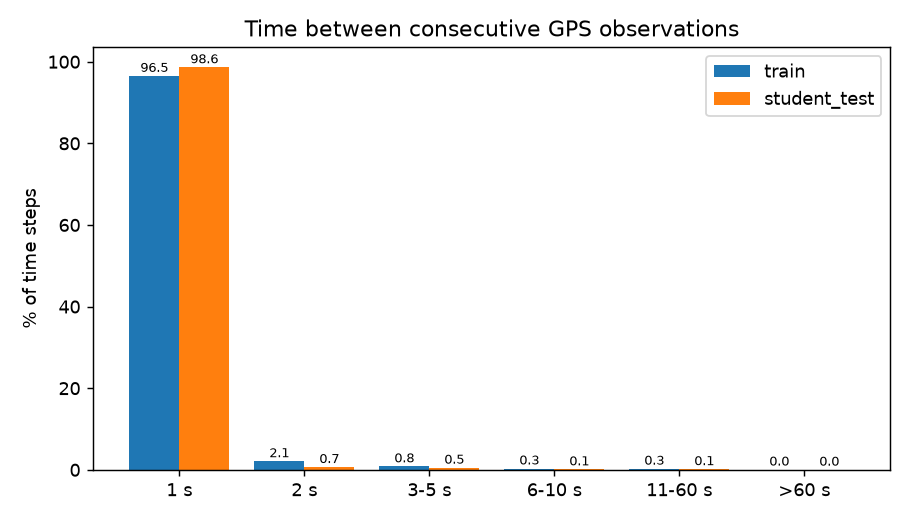 Time between consecutive GPS observations
train
student_test
% of time steps
100
80
60
40
20
0
96.5
98.6
2.1
0.7
0.8
0.5
0.3
0.1
0.3
0.1
0.0
0.0
1 s
2 s
3-5 s
6-10 s
11-60 s
>60 s